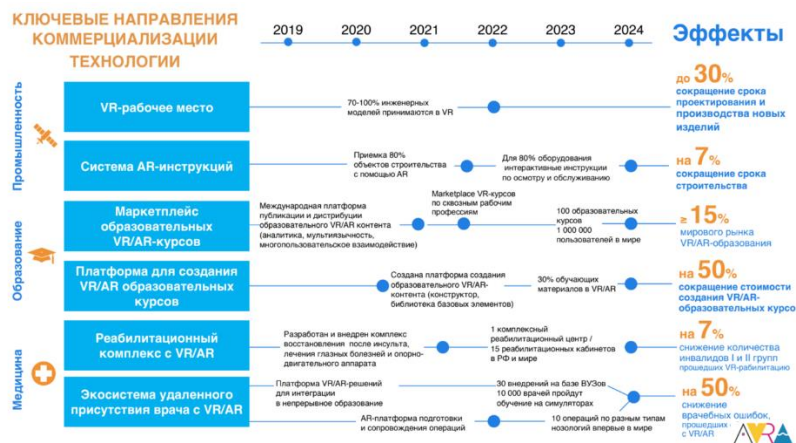 КЛЮЧЕВЫЕ НАПРАВЛЕНИЯ
КОММЕРЦИАЛИЗАЦИИ
ТЕХНОЛОГИИ
2019 2020 2021 2022 2023 2024
Эффекты
Промышленность
VR-рабочее место
70-100% инженерных
моделей принимаются в VR
до 30%
сокращение срока
проектирования и
производства новых
изделий
Система AR-инструкций
Приемка 80%
объектов строительства
с помощью AR
Для 80% оборудования
интерактивные инструкции
по осмотру и обслуживанию
на 7%
сокращение срока
строительства
Образование
Маркетплейс
образовательных
VR/AR-курсов
Международная платформа
публикации и дистрибуции
образовательного VR/AR контента
(аналитика, мультиязычность,
многопользовательское взаимодействие)
Marketplace VR-курсов
по сквозным рабочим
профессиям
100 образовательных
курсов
1 000 000
пользователей в мире
≥ 15%
мирового рынка
VR/AR-образования
Платформа для создания
VR/AR образовательных
курсов
Создана платформа создания
образовательного VR/AR-
контента (конструктор,
библиотека базовых элементов)
30% обучающих
материалов в VR/AR
на 50%
сокращение стоимости
создания VR/AR-
образовательных курсо
Медицина
Реабилитационный
комплекс с VR/AR
Разработан и внедрен комплекс
восстановления после инсульта,
лечения глазных болезней и опорно-
двигательного аппарата
1 комплексный
реабилитационный центр /
15 реабилитационных кабинетов
в РФ и мире
на 7%
снижение количества
инвалидов I и II групп
прошедших VR-рабилитацию
Экосистема удаленного
присутствия врача с VR/AR
Платформа VR/AR-решений
для интеграции
в непрерывное образование
30 внедрений на базе ВУЗов
10 000 врачей пройдут
обучение на симуляторах
AR-платформа подготовки
и сопровождения операций
10 операций по разным типам
нозологий впервые в мире
на 50%
снижение
врачебных ошибок,
прошедших
с VR/AR
AVRA